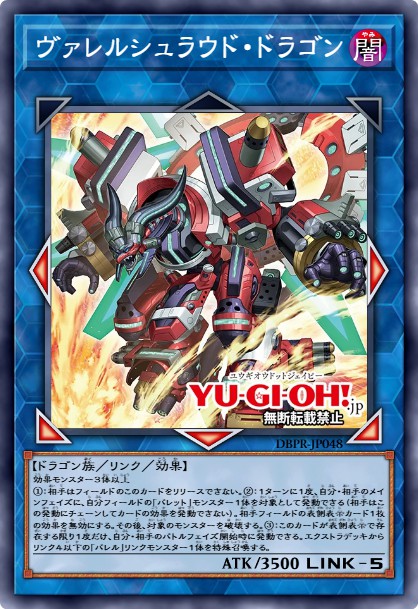 ヴァレルシュラウド・ドラゴン
やみ
闇
ユウギオウドットジェイピー
YU-GI-OH!.jp
無断転載禁止
DBPR-JP048
[ドラゴン族/リンク/効果]
効果モンスター3体以上
①:相手はフィールドのこのカードをリリースできない。②:1ターンに1度、自分・相手のメ
インフェイズに、自分フィールドの「ヴァレット」モンスター1体を対象として発動できる(相手はこ
の発動にチェーンしてカードの効果を発動できない)。相手フィールドの表側表示カード1枚
の効果を無効にする。その後、対象のモンスターを破壊する。③:このカードが表側表示で存
在する限り1度だけ、自分・相手のバトルフェイズ開始時に発動できる。エクストラデッキか
らリンク4以下の「ヴァレル」リンクモンスター1体を特殊召喚する。
ATK/3500 LINK-5